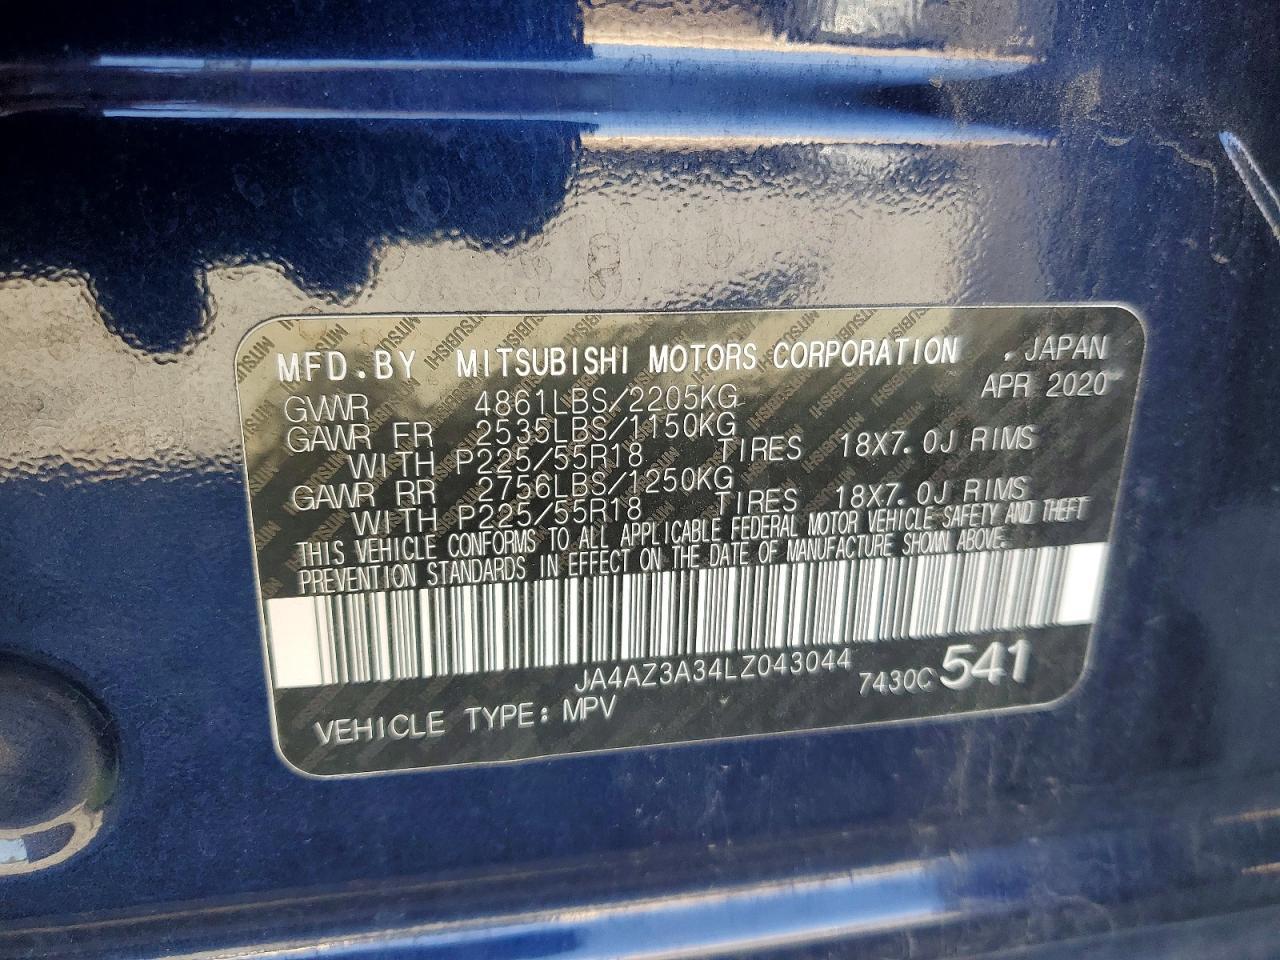 MFD.BY MITSUBISHI MOTORS CORPORATION . JAPAN
APR 2020
GVWR 4861LBS/2205KG
GAWR FR 2535LBS/1150KG
WITH P225/55R18 TIRES 18X7.0J RIMS
GAWR RR 2756LBS/1250KG
WITH P225/55R18 TIRES 18X7.0J RIMS
THIS VEHICLE CONFORMS TO ALL APPLICABLE FEDERAL MOTOR VEHICLE SAFETY AND THEFT
PREVENTION STANDARDS IN EFFECT ON THE DATE OF MANUFACTURE SHOWN ABOVE.
JA4AZ3A34LZ043044
7430C 541
VEHICLE TYPE: MPV